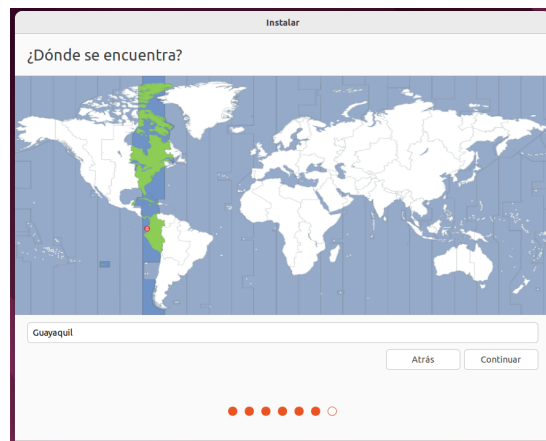 Instalar
¿Dónde se encuentra?
Guayaquil
Atrás
Continuar